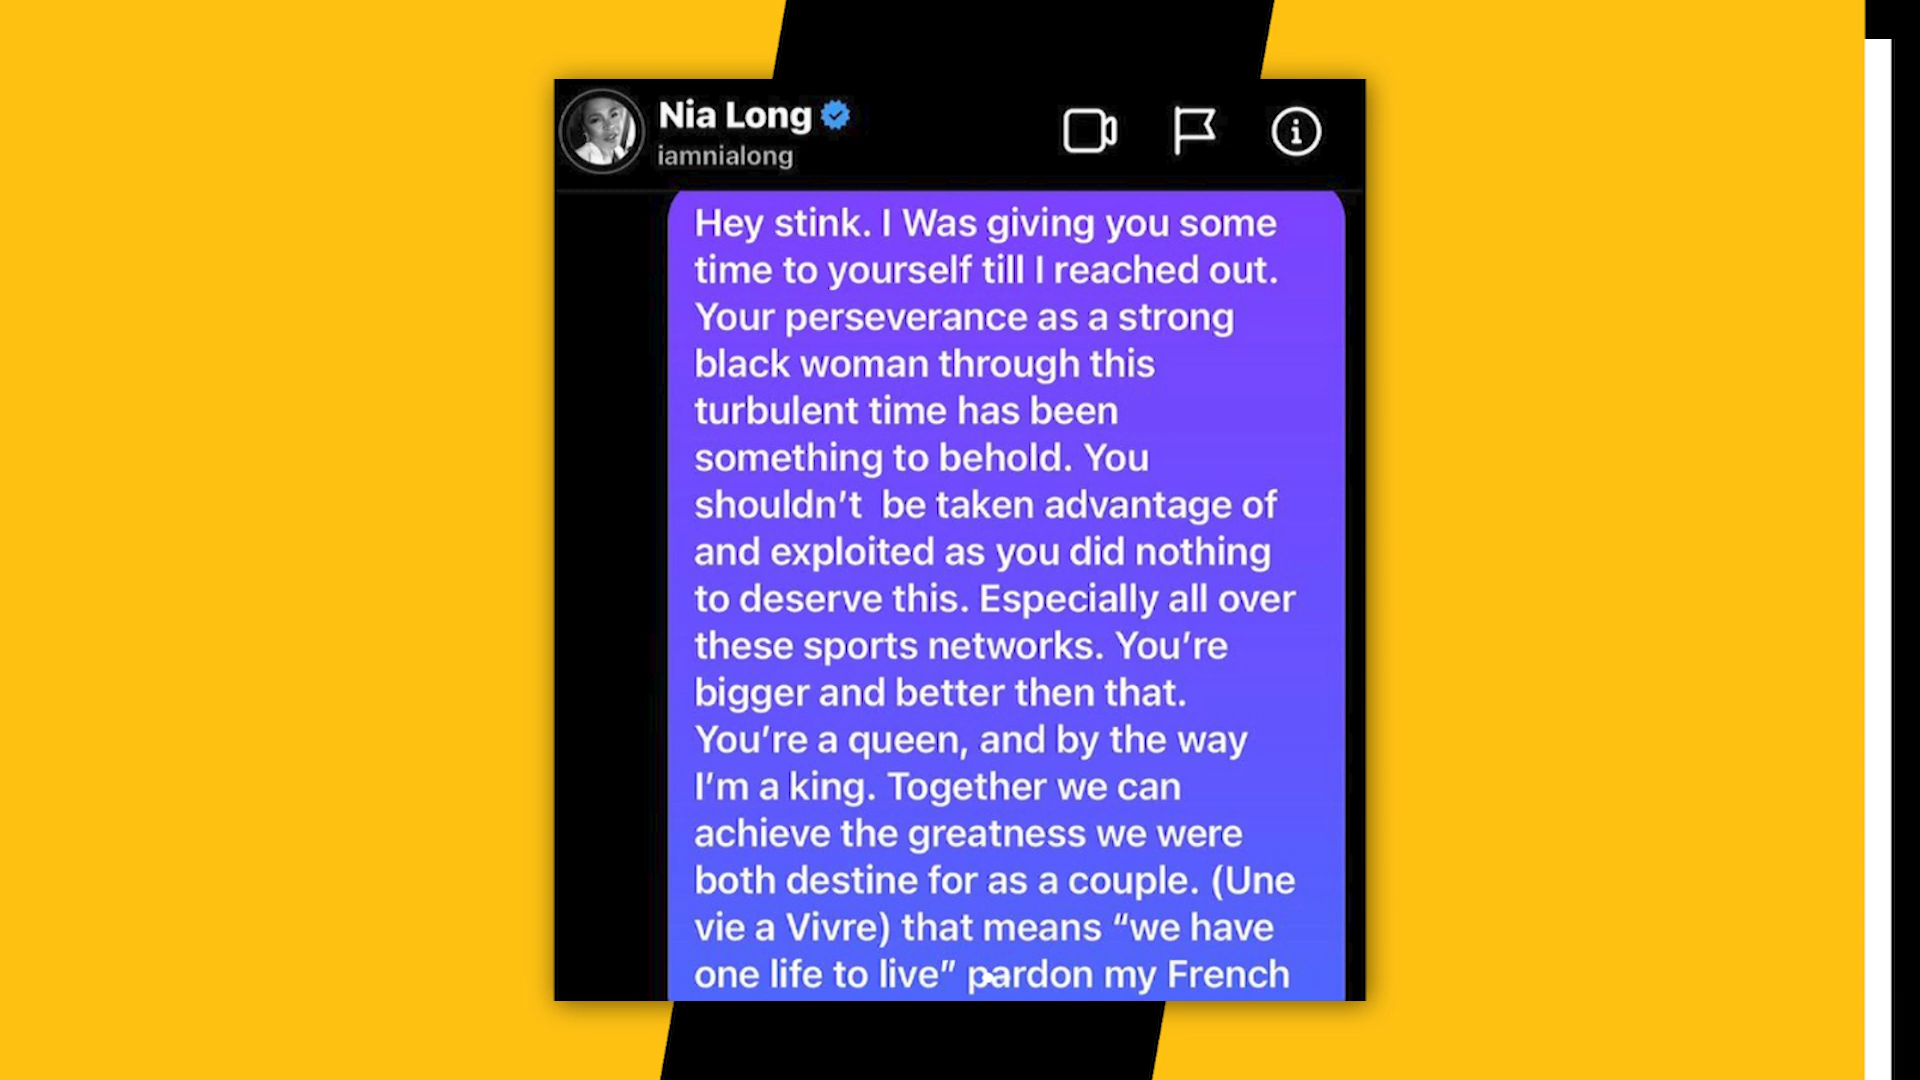 Nia Long
iamnialong
Hey stink. I Was giving you some
time to yourself till I reached out.
Your perseverance as a strong
black woman through this
turbulent time has been
something to behold. You
shouldn’t  be taken advantage of
and exploited as you did nothing
to deserve this. Especially all over
these sports networks. You’re
bigger and better then that.
You’re a queen, and by the way
I’m a king. Together we can
achieve the greatness we were
both destine for as a couple. (Une
vie a Vivre) that means “we have
one life to live” pardon my French